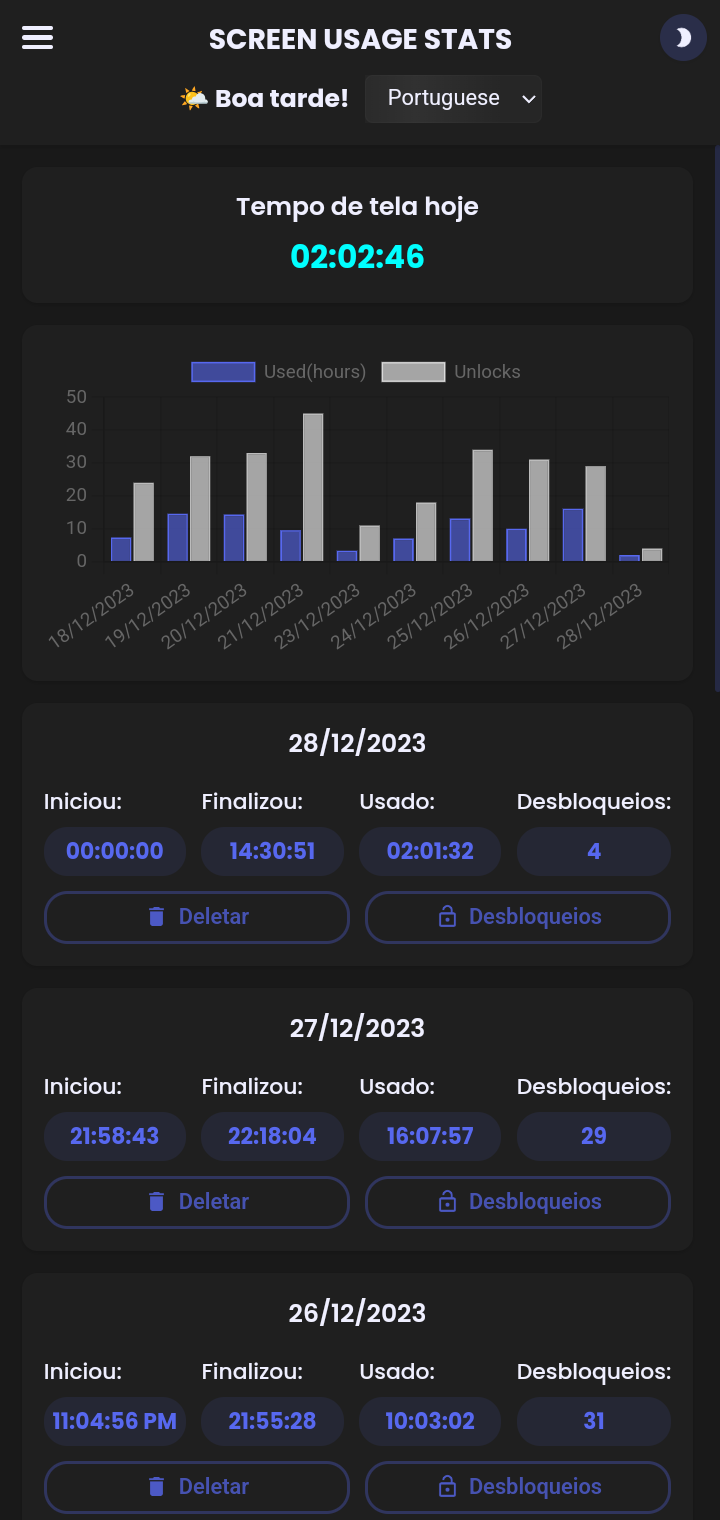 SCREEN USAGE STATS
🌤️ Boa tarde! Portuguese
Tempo de tela hoje
02:02:46
Used(hours) Unlocks
50
40
30
20
10
0
18/12/2023 19/12/2023 20/12/2023 21/12/2023 23/12/2023 24/12/2023 25/12/2023 26/12/2023 27/12/2023 28/12/2023
28/12/2023
Iniciou: Finalizou: Usado: Desbloqueios:
00:00:00 14:30:51 02:01:32 4
Deletar Desbloqueios
27/12/2023
Iniciou: Finalizou: Usado: Desbloqueios:
21:58:43 22:18:04 16:07:57 29
Deletar Desbloqueios
26/12/2023
Iniciou: Finalizou: Usado: Desbloqueios:
11:04:56 PM 21:55:28 10:03:02 31
Deletar Desbloqueios